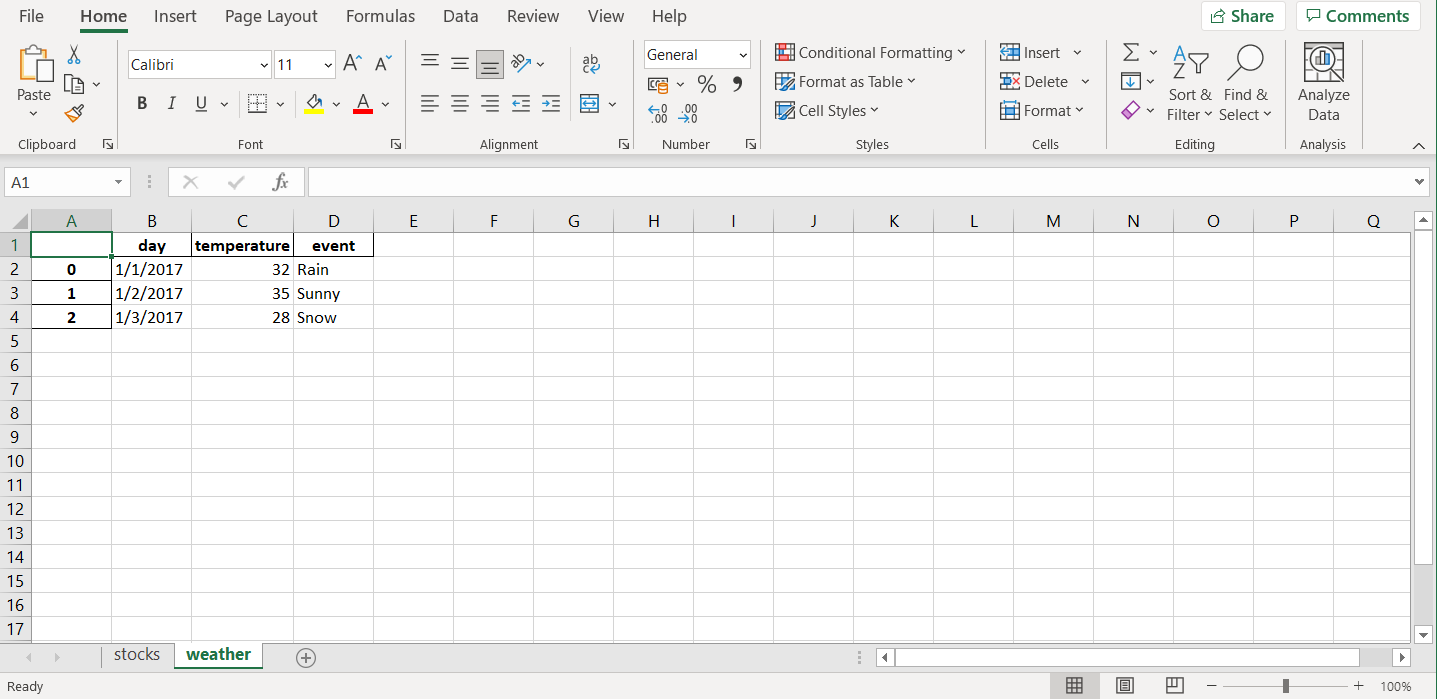 File Home Insert Page Layout Formulas Data Review View Help Share Comments
Paste
Clipboard
Calibri 11
B I U A
Font
ab
Alignment
General
% 
Number
Conditional Formatting
Format as Table
Cell Styles
Styles
Insert
Delete
Format
Cells
Sort & Filter
Find & Select
Editing
Analyze Data
Analysis
A1 fx
A B C D E F G H I J K L M N O P Q
1 day temperature event
2 0 1/1/2017 32 Rain
3 1 1/2/2017 35 Sunny
4 2 1/3/2017 28 Snow
5
6
7
8
9
10
11
12
13
14
15
16
17
stocks weather
Ready 100%